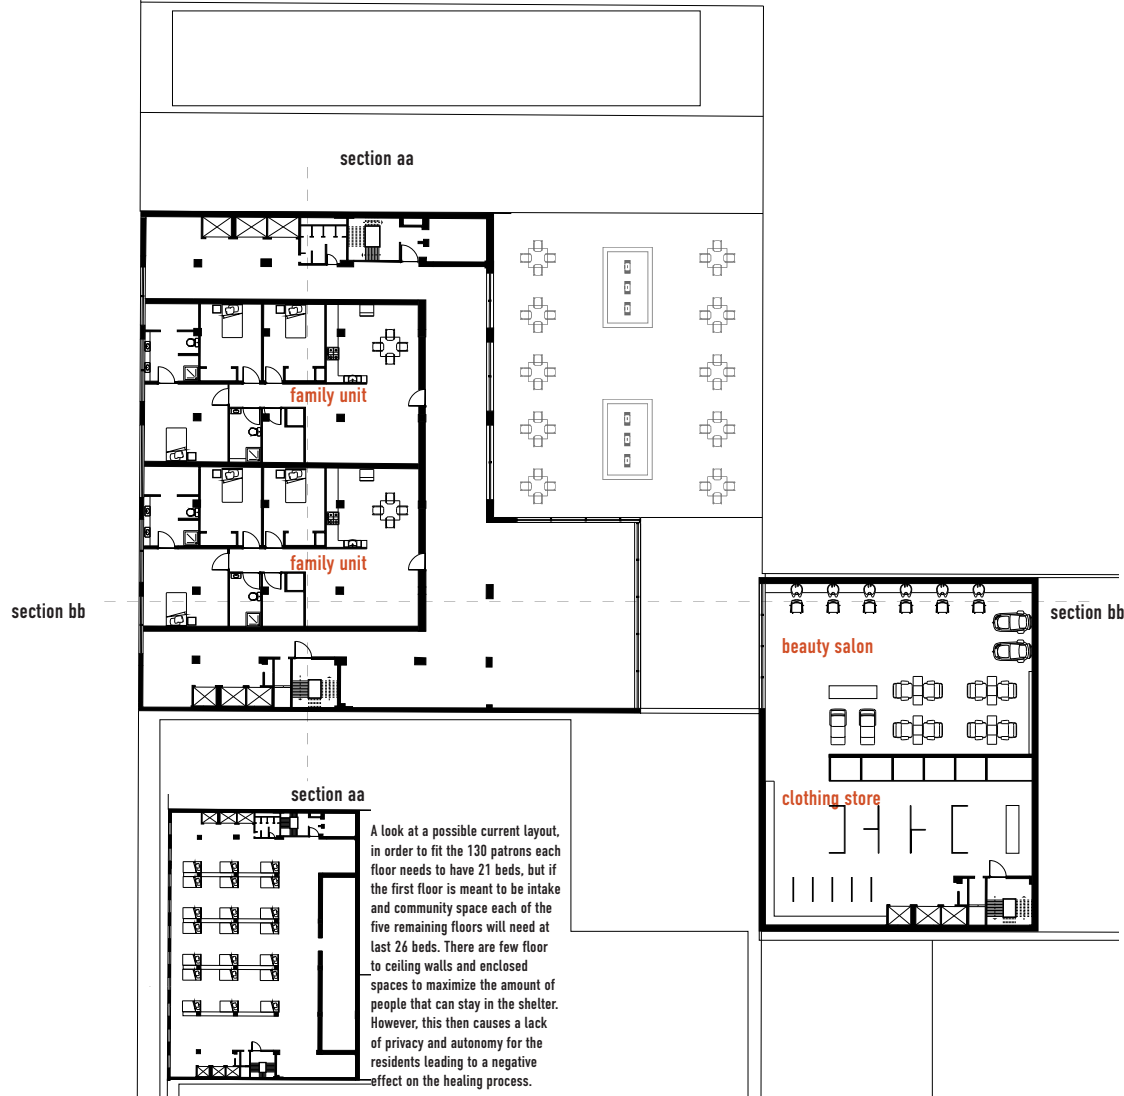 section aa
family unit
family unit
section bb
section bb
beauty salon
clothing store
section aa
A look at a possible current layout,
in order to fit the 130 patrons each
floor needs to have 21 beds, but if
the first floor is meant to be intake
and community space each of the
five remaining floors will need at
last 26 beds. There are few floor
to ceiling walls and enclosed
spaces to maximize the amount of
people that can stay in the shelter.
However, this then causes a lack
of privacy and autonomy for the
residents leading to a negative
effect on the healing process.